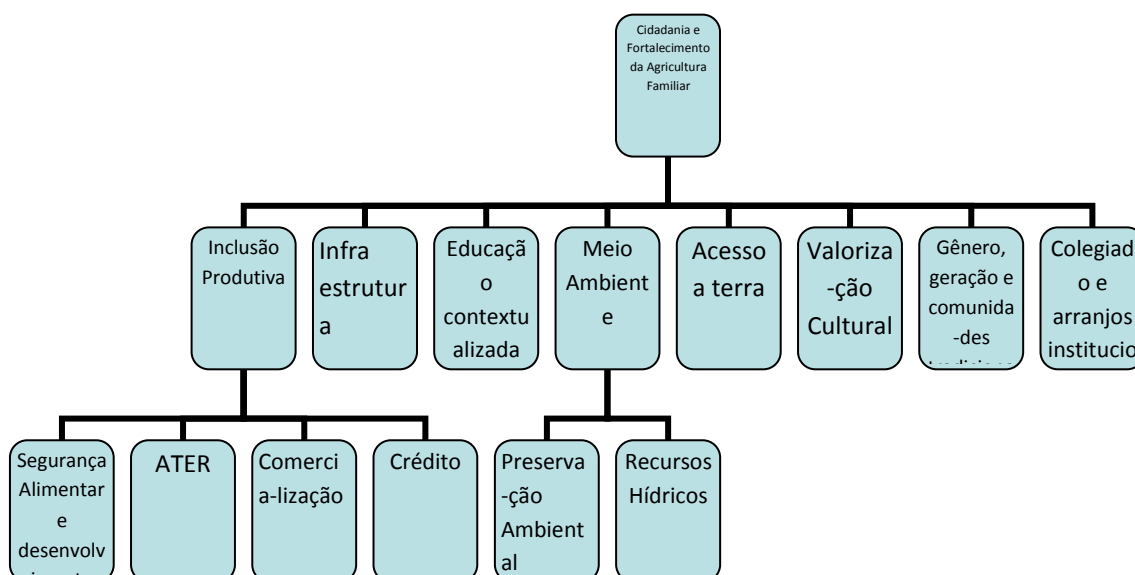 Cidadania e
Fortalecimento
da Agricultura
Familiar
Inclusão
Produtiva
Infra
estrutur
a
Educaçã
o
contextu
alizada
Meio
Ambient
e
Acesso
a terra
Valoriza
-ção
Cultural
Gênero,
geração e
comunida
-des
Colegiad
o e
arranjos
institucio
Segurança
Alimentar
e
desenvolv
ATER
Comerci
a-lização
Crédito
Preserva
-ção
Ambient
al
Recursos
Hídricos